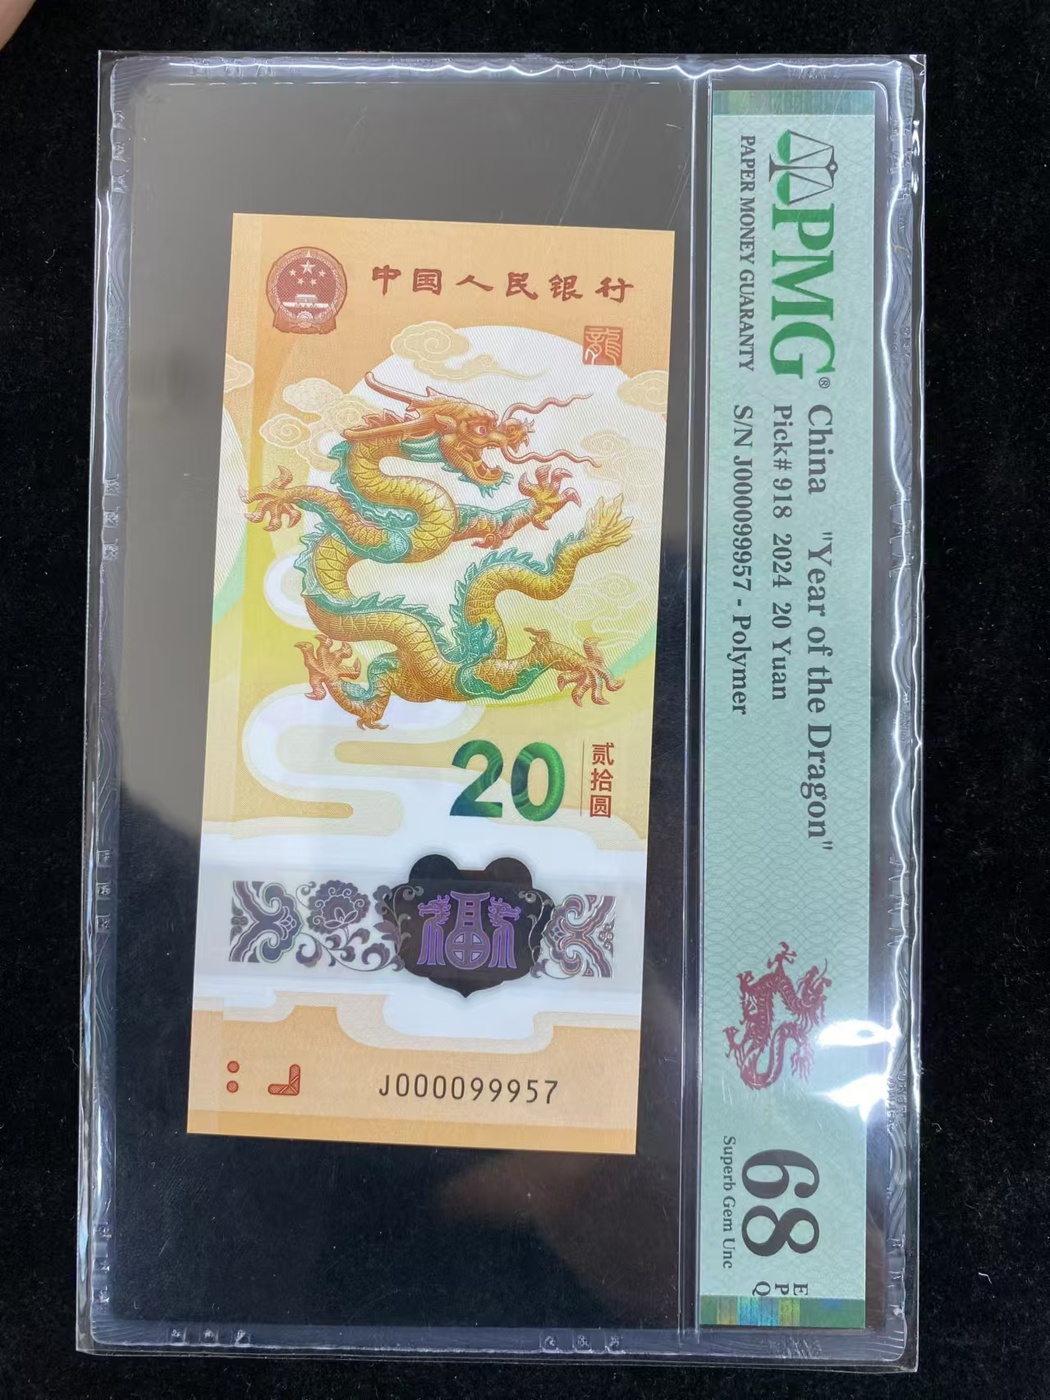 中国人民银行
龍
20
贰拾圆
福
J000099957
PMG®
PAPER MONEY GUARANTY
China "Year of the Dragon"
Pick# 918 2024 20 Yuan
S/N J000099957 - Polymer
68
EPQ
Superb Gem Unc